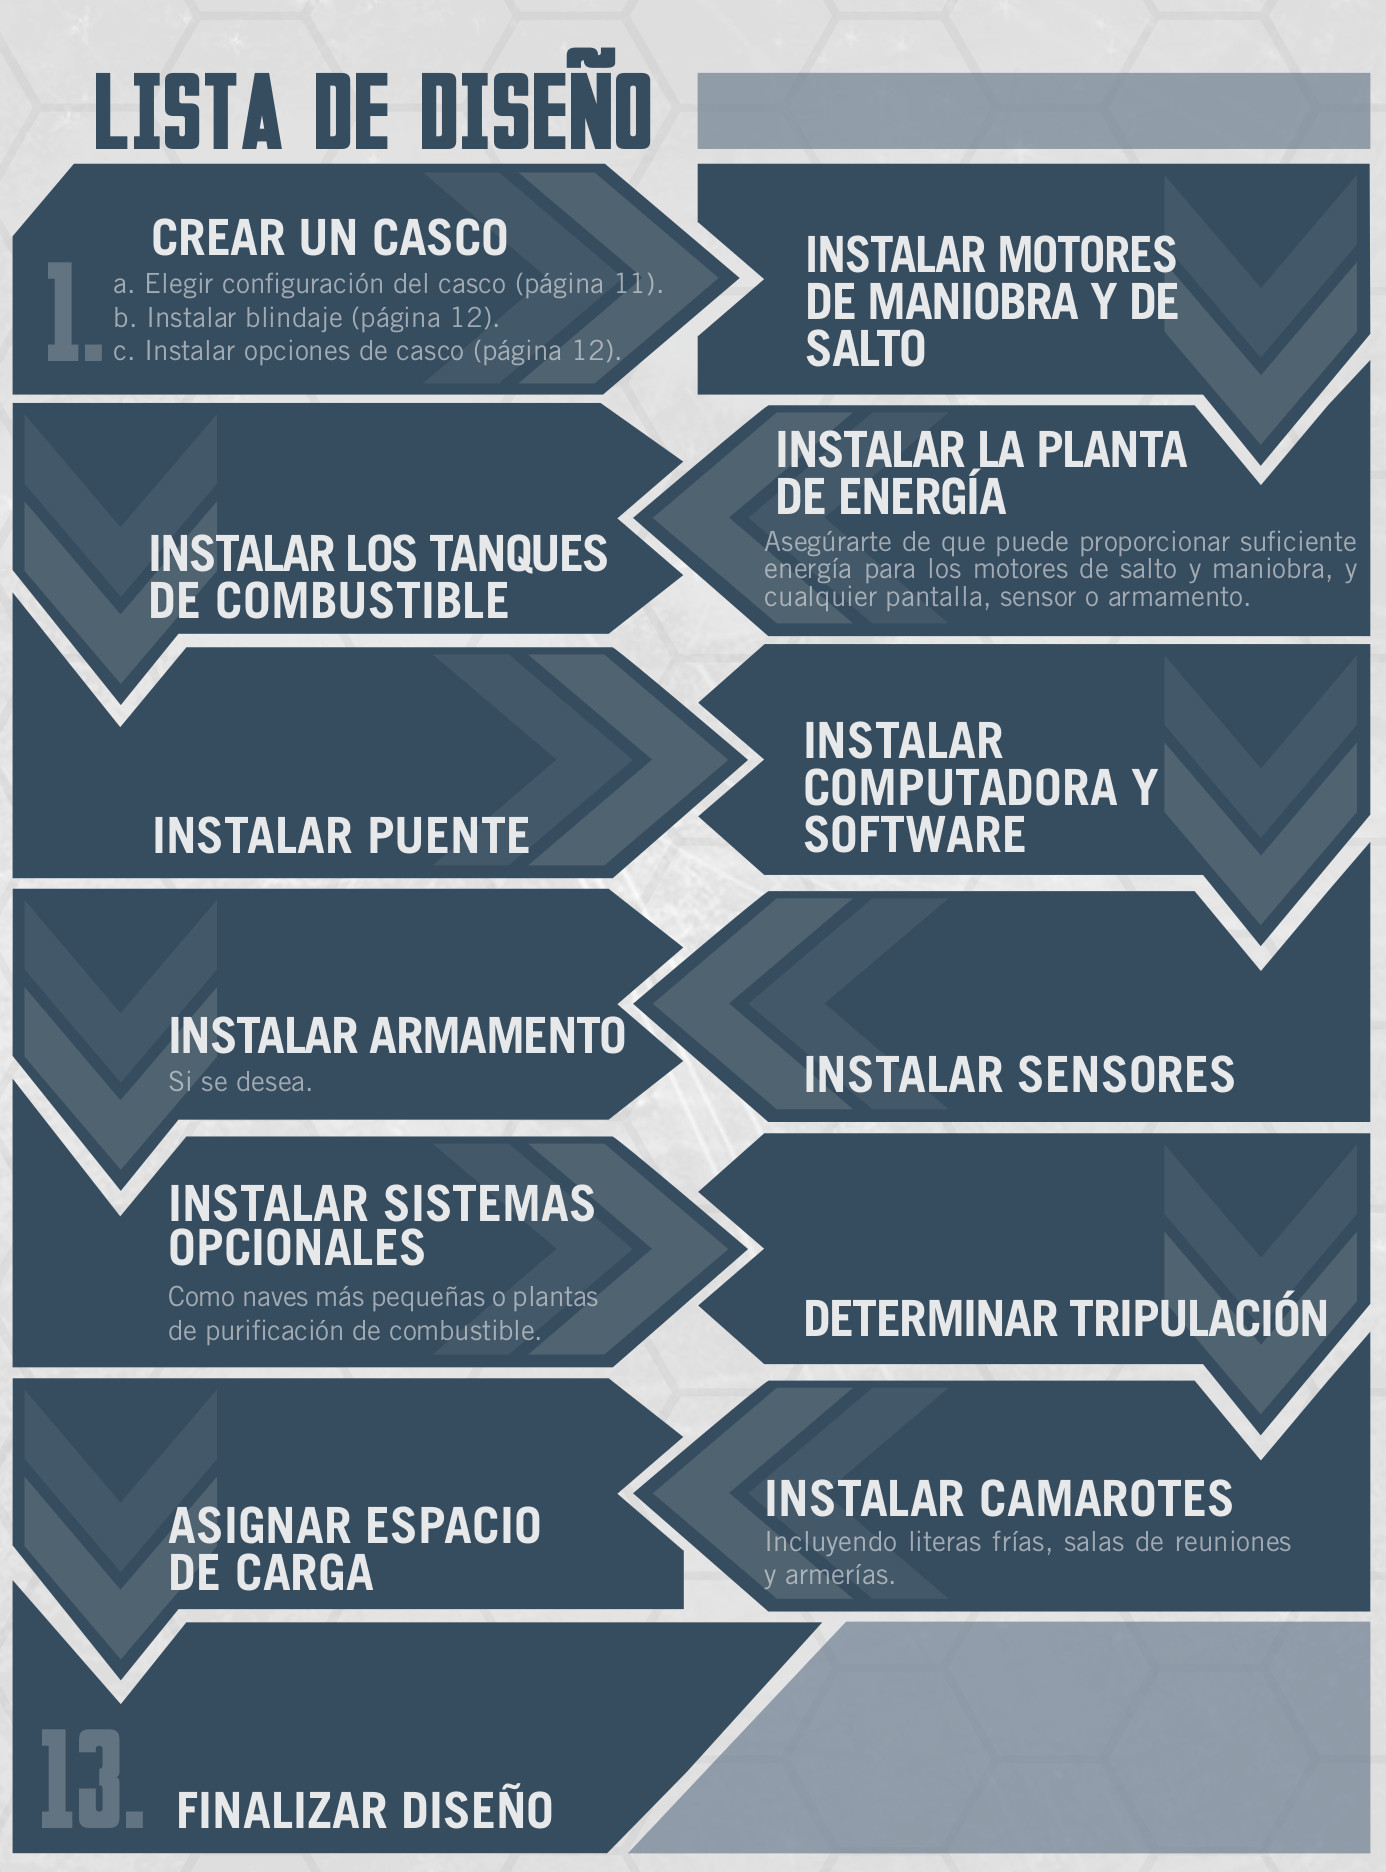 LISTA DE DISEÑO
1.
CREAR UN CASCO
a. Elegir configuración del casco (página 11).
b. Instalar blindaje (página 12).
c. Instalar opciones de casco (página 12).
INSTALAR MOTORES
DE MANIOBRA Y DE
SALTO
INSTALAR LA PLANTA
DE ENERGÍA
Asegúrarte de que puede proporcionar suficiente
energía para los motores de salto y maniobra, y
cualquier pantalla, sensor o armamento.
INSTALAR LOS TANQUES
DE COMBUSTIBLE
INSTALAR PUENTE
INSTALAR
COMPUTADORA Y
SOFTWARE
INSTALAR SENSORES
INSTALAR ARMAMENTO
Si se desea.
INSTALAR SISTEMAS
OPCIONALES
Como naves más pequeñas o plantas
de purificación de combustible.
DETERMINAR TRIPULACIÓN
INSTALAR CAMAROTES
Incluyendo literas frías, salas de reuniones
y armerías.
ASIGNAR ESPACIO
DE CARGA
13.
FINALIZAR DISEÑO